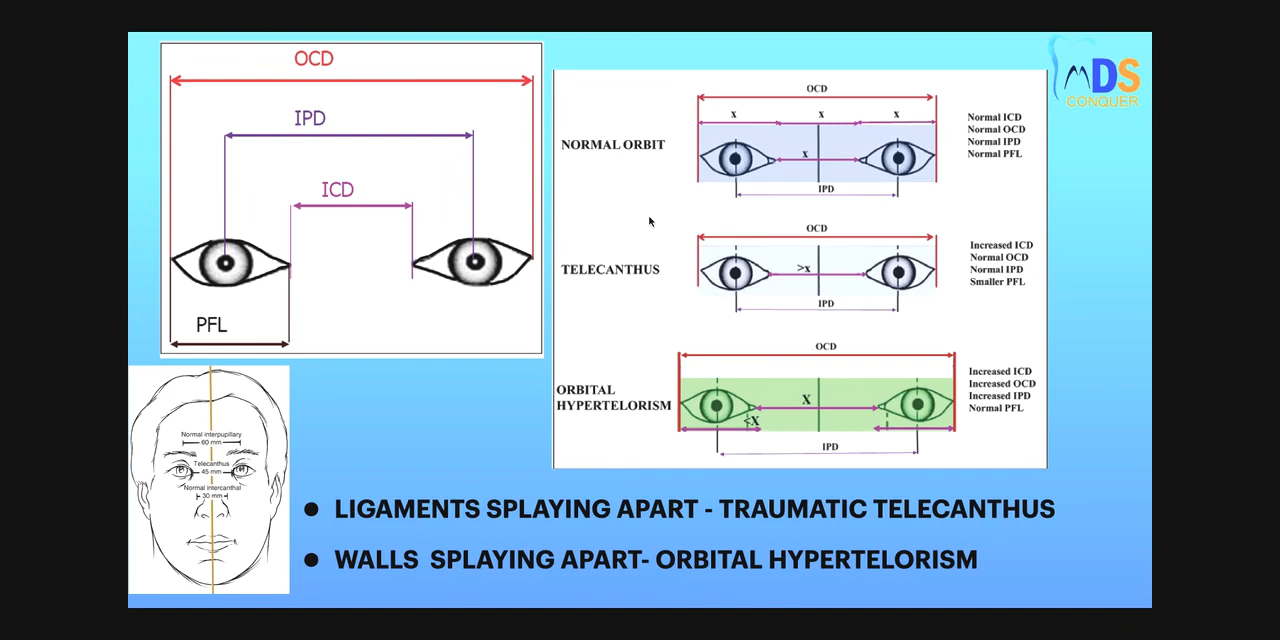 OCD
IPD
ICD
PFL
Normal interpupillary
60 mm
Telecanthus
45 mm
Normal intercanthal
30 mm
MDS
CONQUER
OCD
x x x
NORMAL ORBIT
x
IPD
Normal ICD
Normal OCD
Normal IPD
Normal PFL
OCD
TELECANTHUS
>x
IPD
Increased ICD
Normal OCD
Normal IPD
Smaller PFL
OCD
ORBITAL
HYPERTELORISM
X
<X
IPD
Increased ICD
Increased OCD
Increased IPD
Normal PFL
● LIGAMENTS SPLAYING APART - TRAUMATIC TELECANTHUS
● WALLS SPLAYING APART- ORBITAL HYPERTELORISM